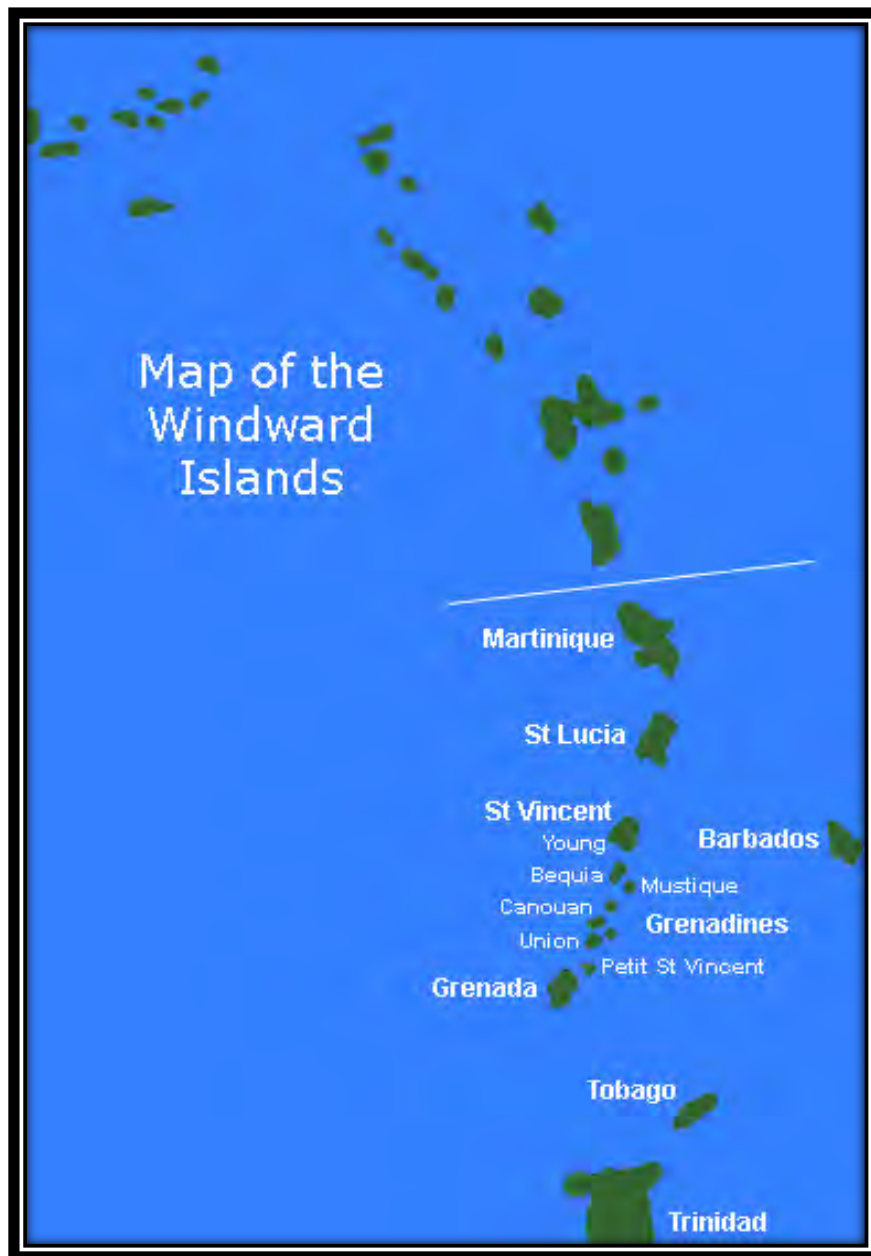 Map of the
Windward
Islands
Martinique
St Lucia
St Vincent
Young
Barbados
Bequia
Mustique
Canouan
Grenadines
Union
Petit St Vincent
Grenada
Tobago
Trinidad